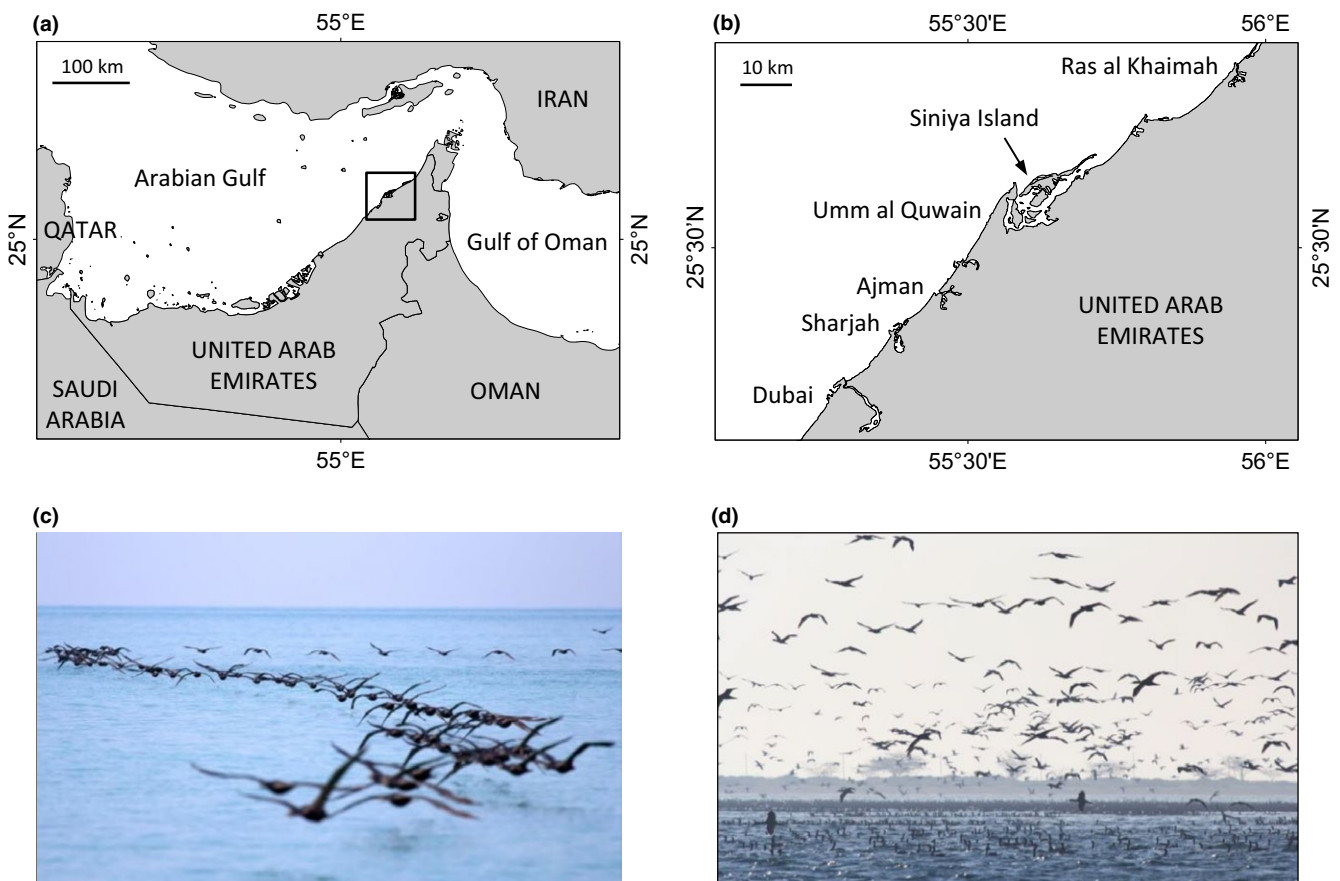 (a)
55°E
100 km
IRAN
Arabian Gulf
QATAR
25°N
25°N
Gulf of Oman
UNITED ARAB
EMIRATES
SAUDI
ARABIA
OMAN
55°E
(b)
55°30'E
56°E
10 km
Ras al Khaimah
Siniya Island
Umm al Quwain
25°30'N
25°30'N
Ajman
Sharjah
UNITED ARAB
EMIRATES
Dubai
55°30'E
56°E
(c)
(d)